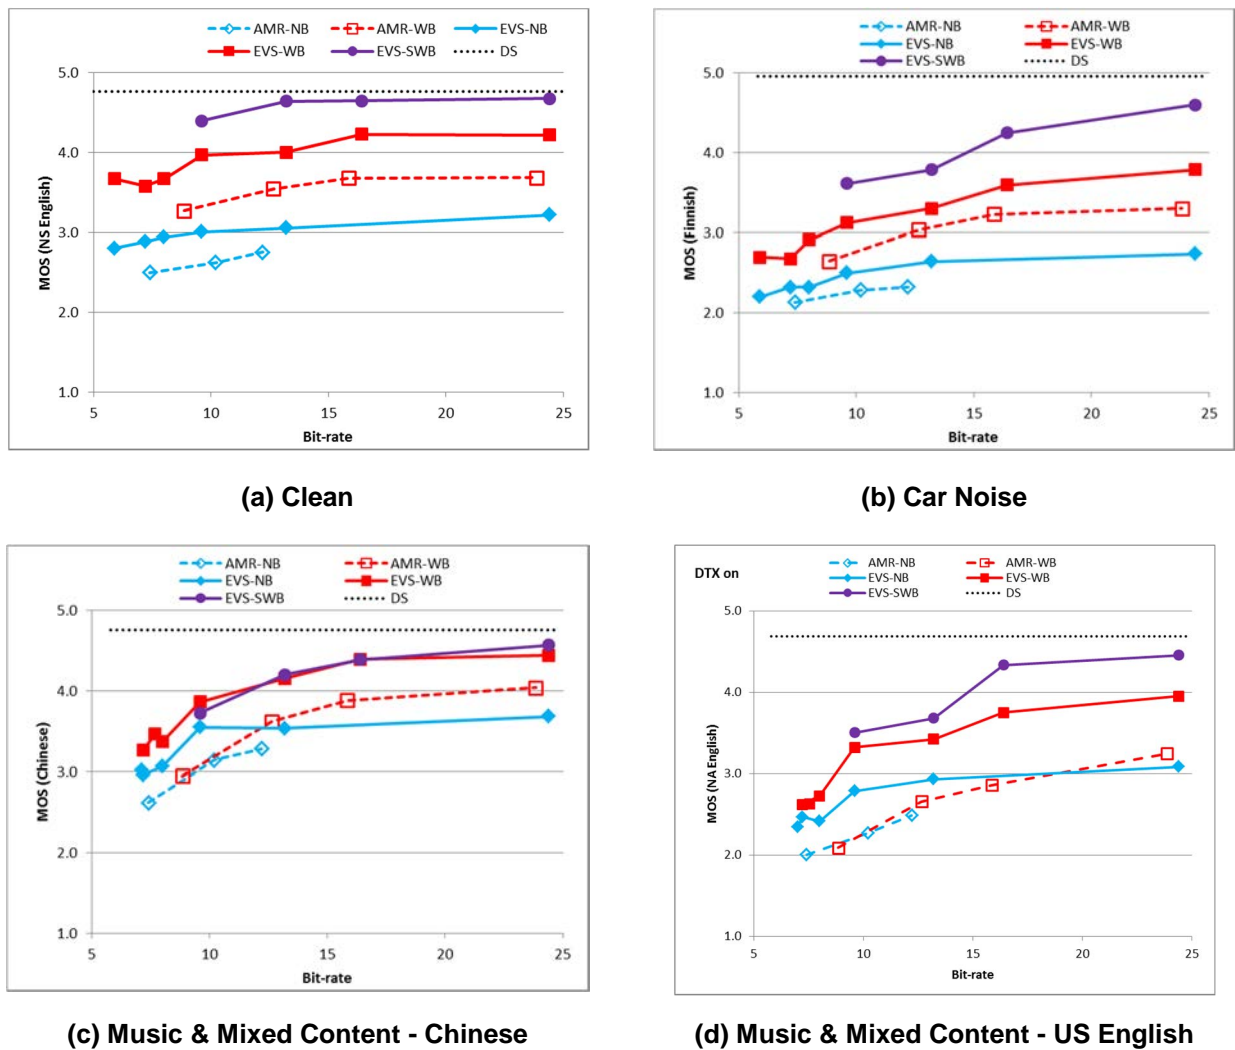 AMR-NB AMR-WB EVS-NB
EVS-WB EVS-SWB DS
5.0
4.0
3.0
2.0
1.0
MOS (NS English)
5 10 15 20 25
Bit-rate
(a) Clean
AMR-NB AMR-WB
EVS-NB EVS-WB
EVS-SWB DS
5.0
4.0
3.0
2.0
1.0
MOS (Finnish)
5 10 15 20 25
Bit-rate
(b) Car Noise
AMR-NB AMR-WB
EVS-NB EVS-WB
EVS-SWB DS
5.0
4.0
3.0
2.0
1.0
MOS (Chinese)
5 10 15 20 25
Bit-rate
(c) Music & Mixed Content - Chinese
DTX on
AMR-NB AMR-WB
EVS-NB EVS-WB
EVS-SWB DS
5.0
4.0
3.0
2.0
1.0
MOS (NA English)
5 10 15 20 25
Bit-rate
(d) Music & Mixed Content - US English